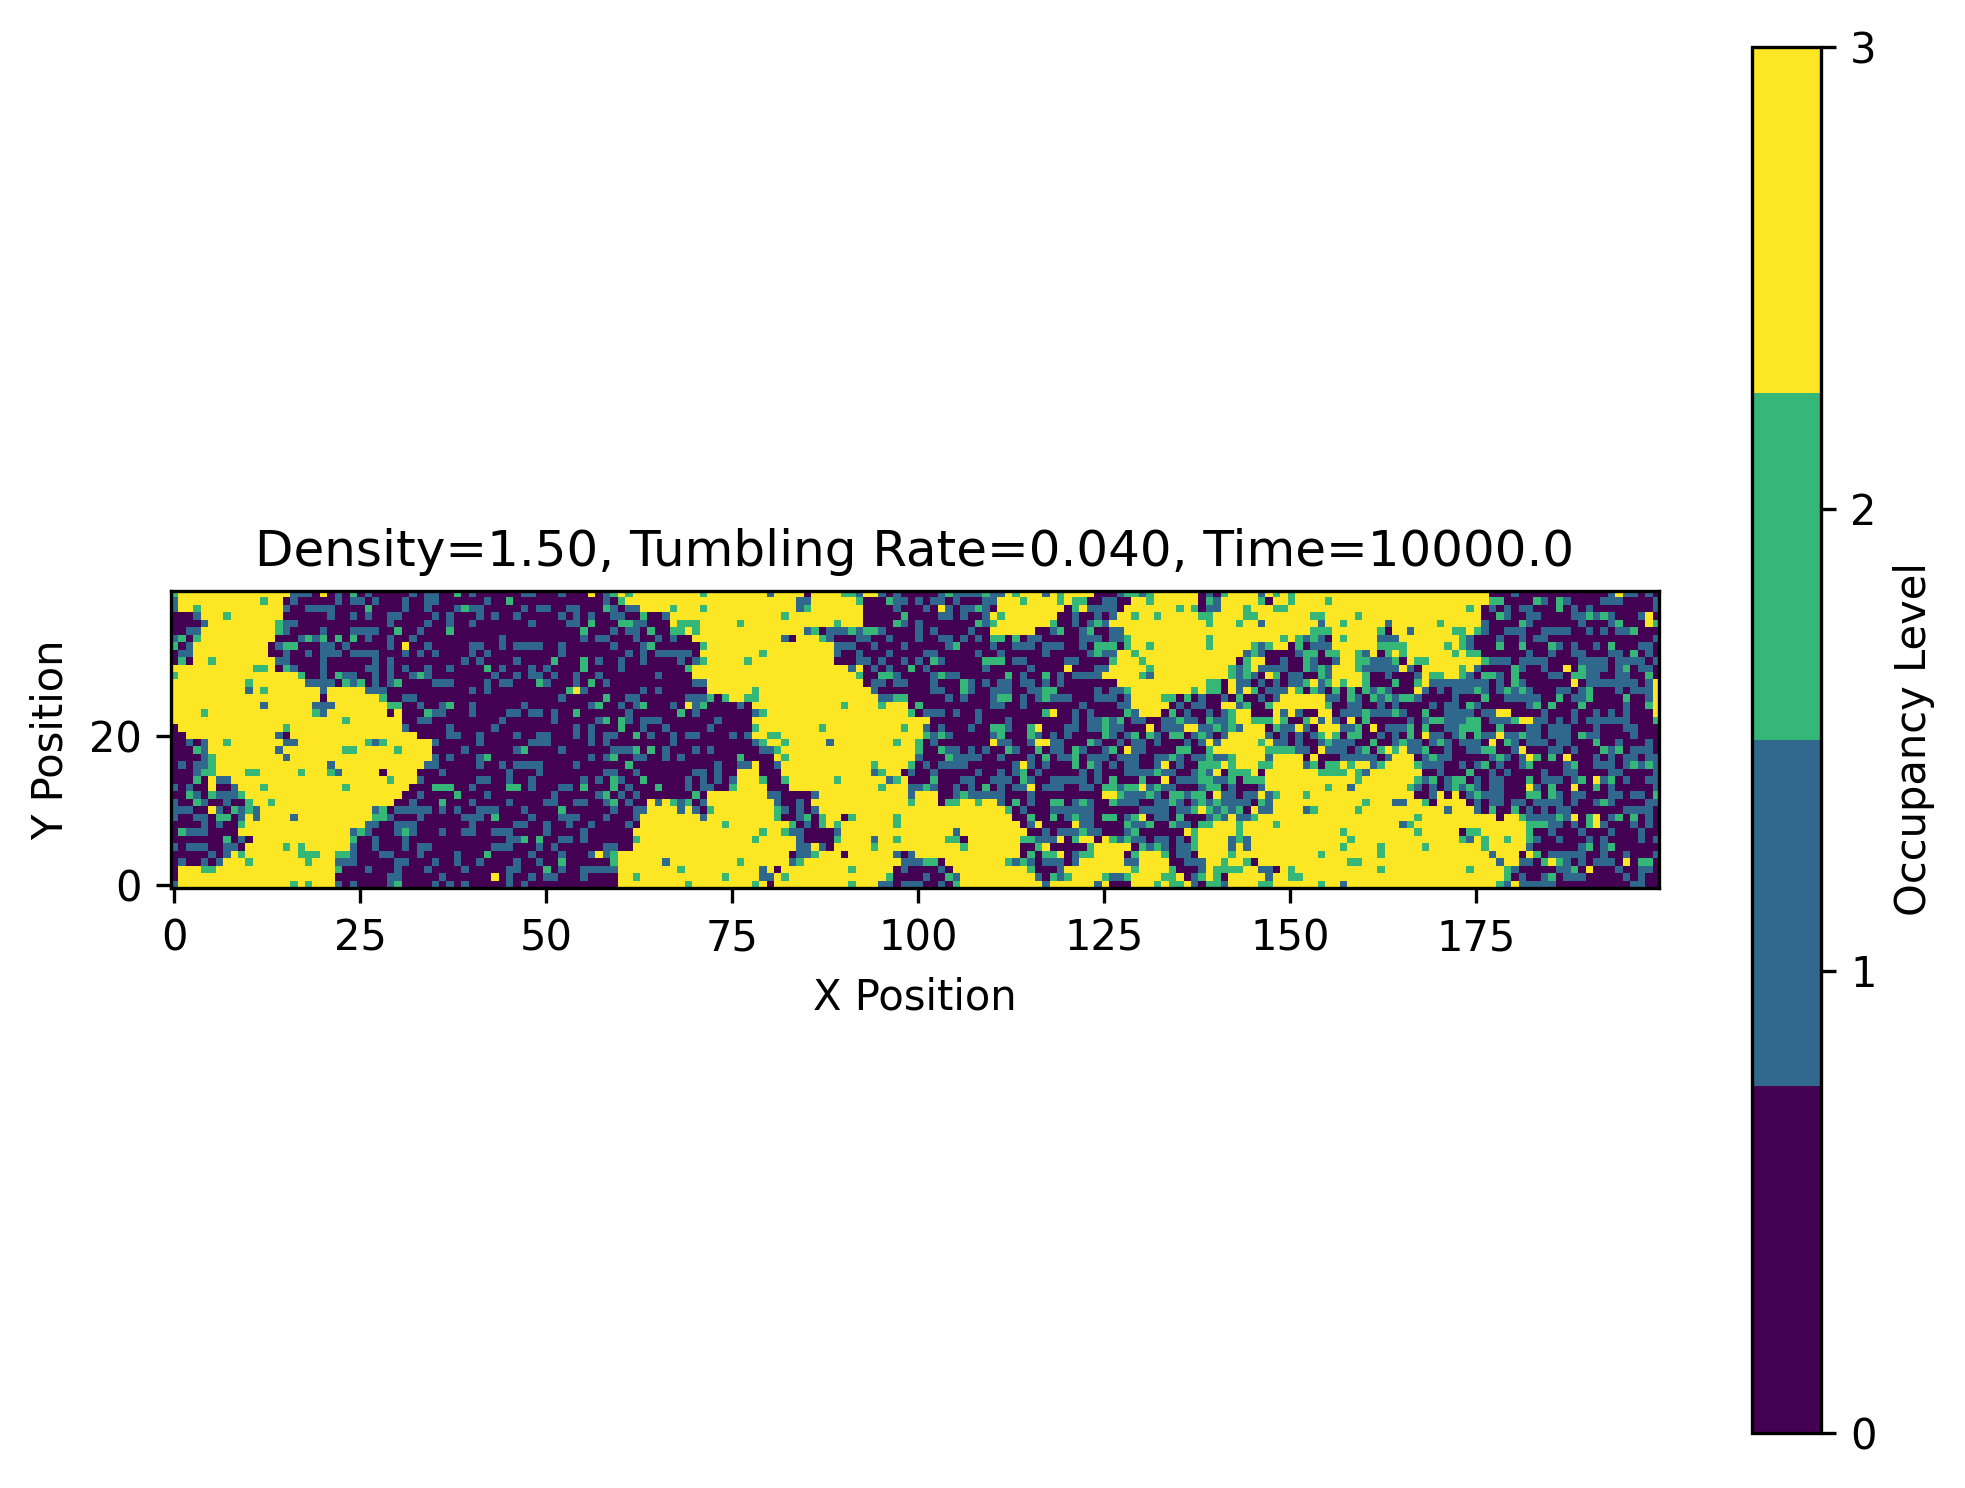 Density=1.50, Tumbling Rate=0.040, Time=10000.0
Y Position
20
0
0 25 50 75 100 125 150 175
X Position
3
2
1
0
Occupancy Level